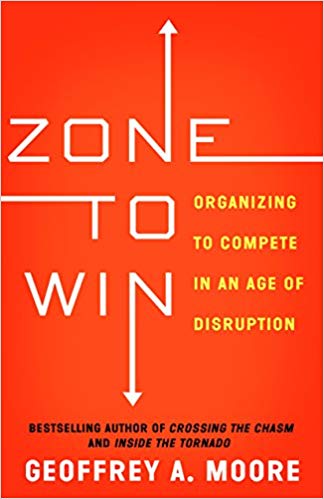 ZONE
TO
WIN
ORGANIZING
TO COMPETE
IN AN AGE OF
DISRUPTION
BESTSELLING AUTHOR OF CROSSING THE CHASM
AND INSIDE THE TORNADO
GEOFFREY A. MOORE